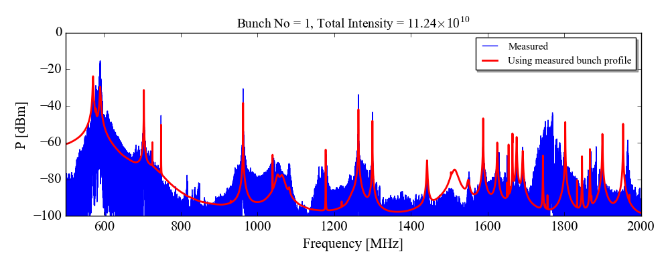 Bunch No = 1, Total Intensity = 11.24×10¹⁰
Measured
Using measured bunch profile
P [dBm]
0
−20
−40
−60
−80
−100
600
800
1000
1200
1400
1600
1800
2000
Frequency [MHz]